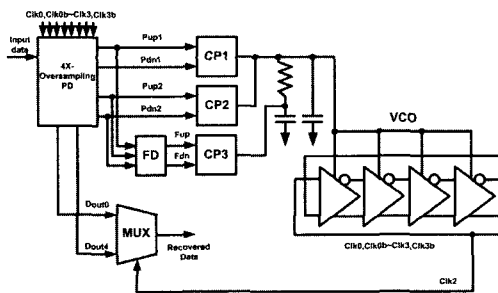 Clk0,Clk0b~Clk3,Clk3b
Input data
4X-Oversampling PD
Pup1
Pdn1
CP1
Pup2
Pdn2
CP2
FD
Fup
Fdn
CP3
VCO
Dout0
Dout4
MUX
Recovered Data
Clk0,Clk0b~Clk3,Clk3b
Clk2